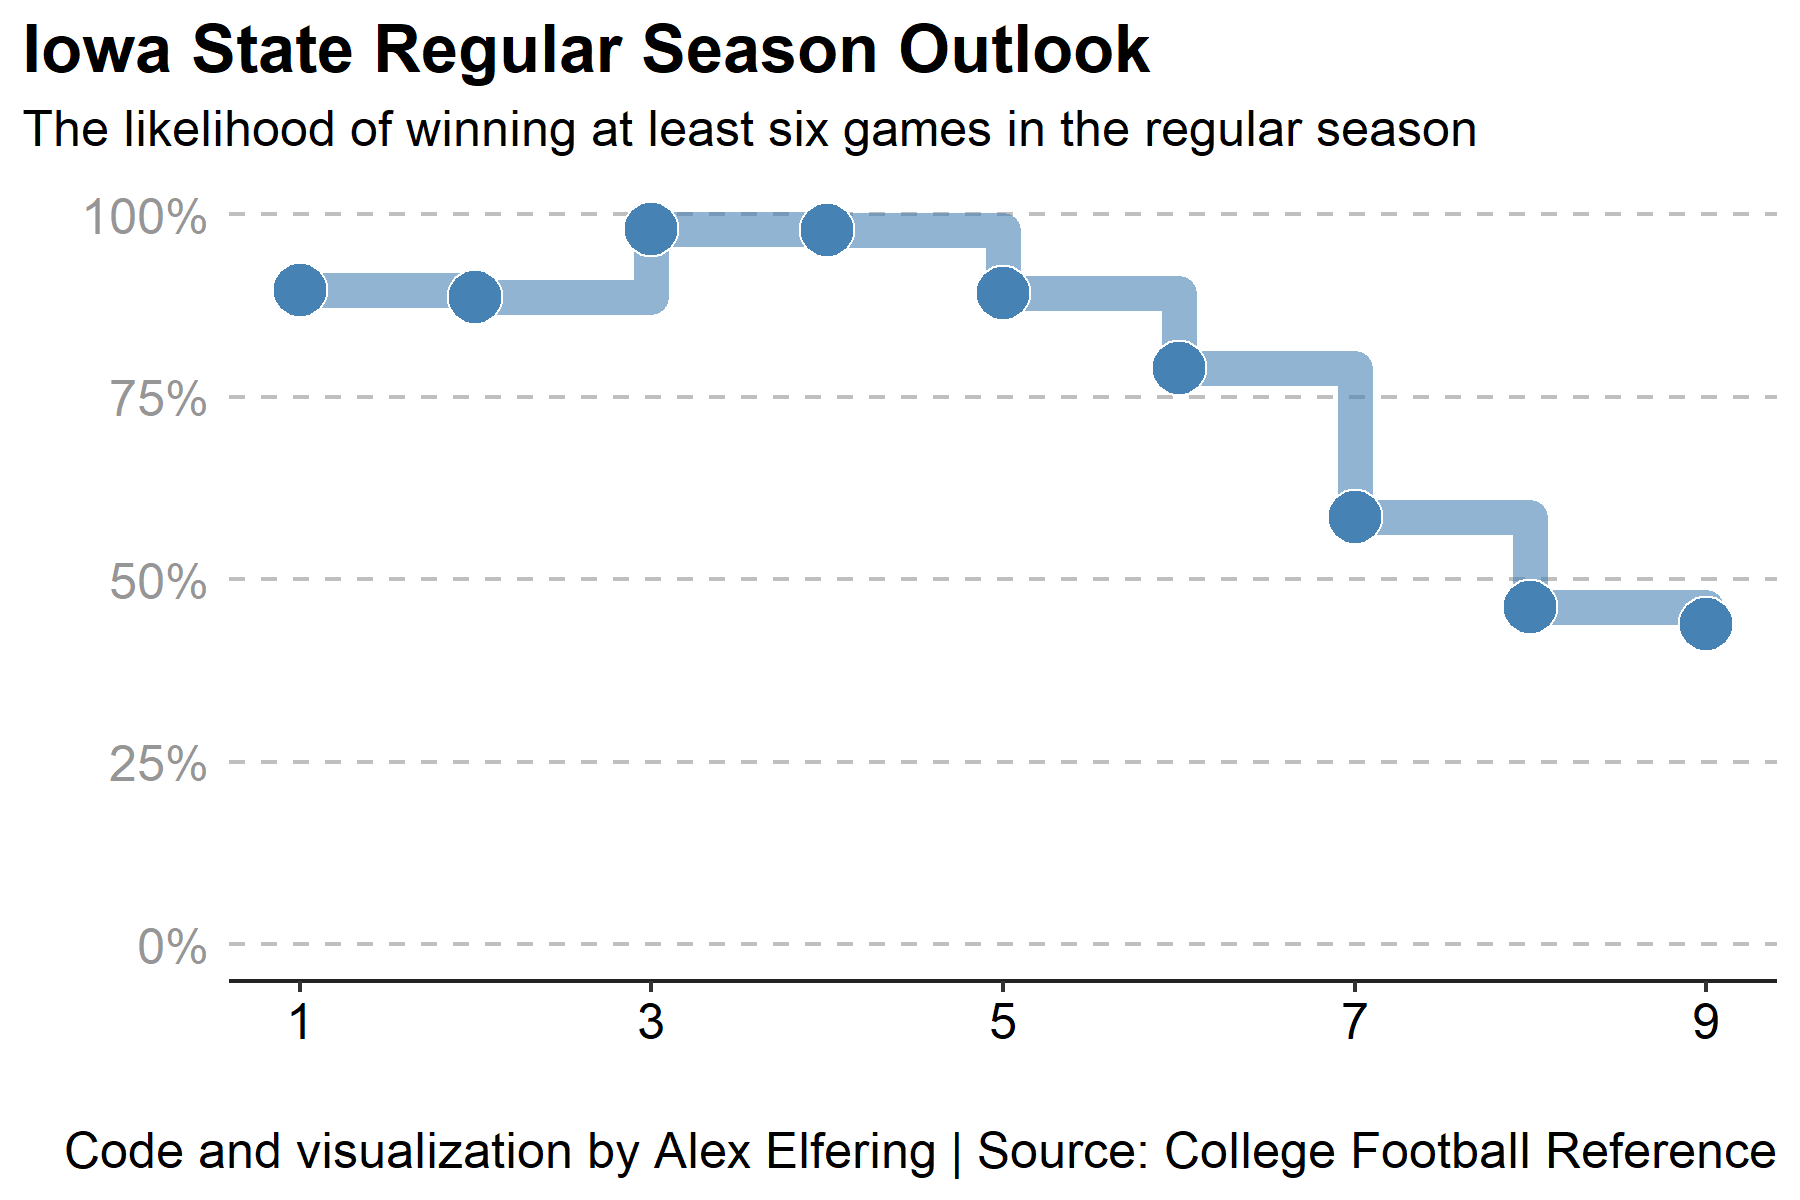 Iowa State Regular Season Outlook
The likelihood of winning at least six games in the regular season
100%
75%
50%
25%
0%
1 3 5 7 9
Code and visualization by Alex Elfering | Source: College Football Reference